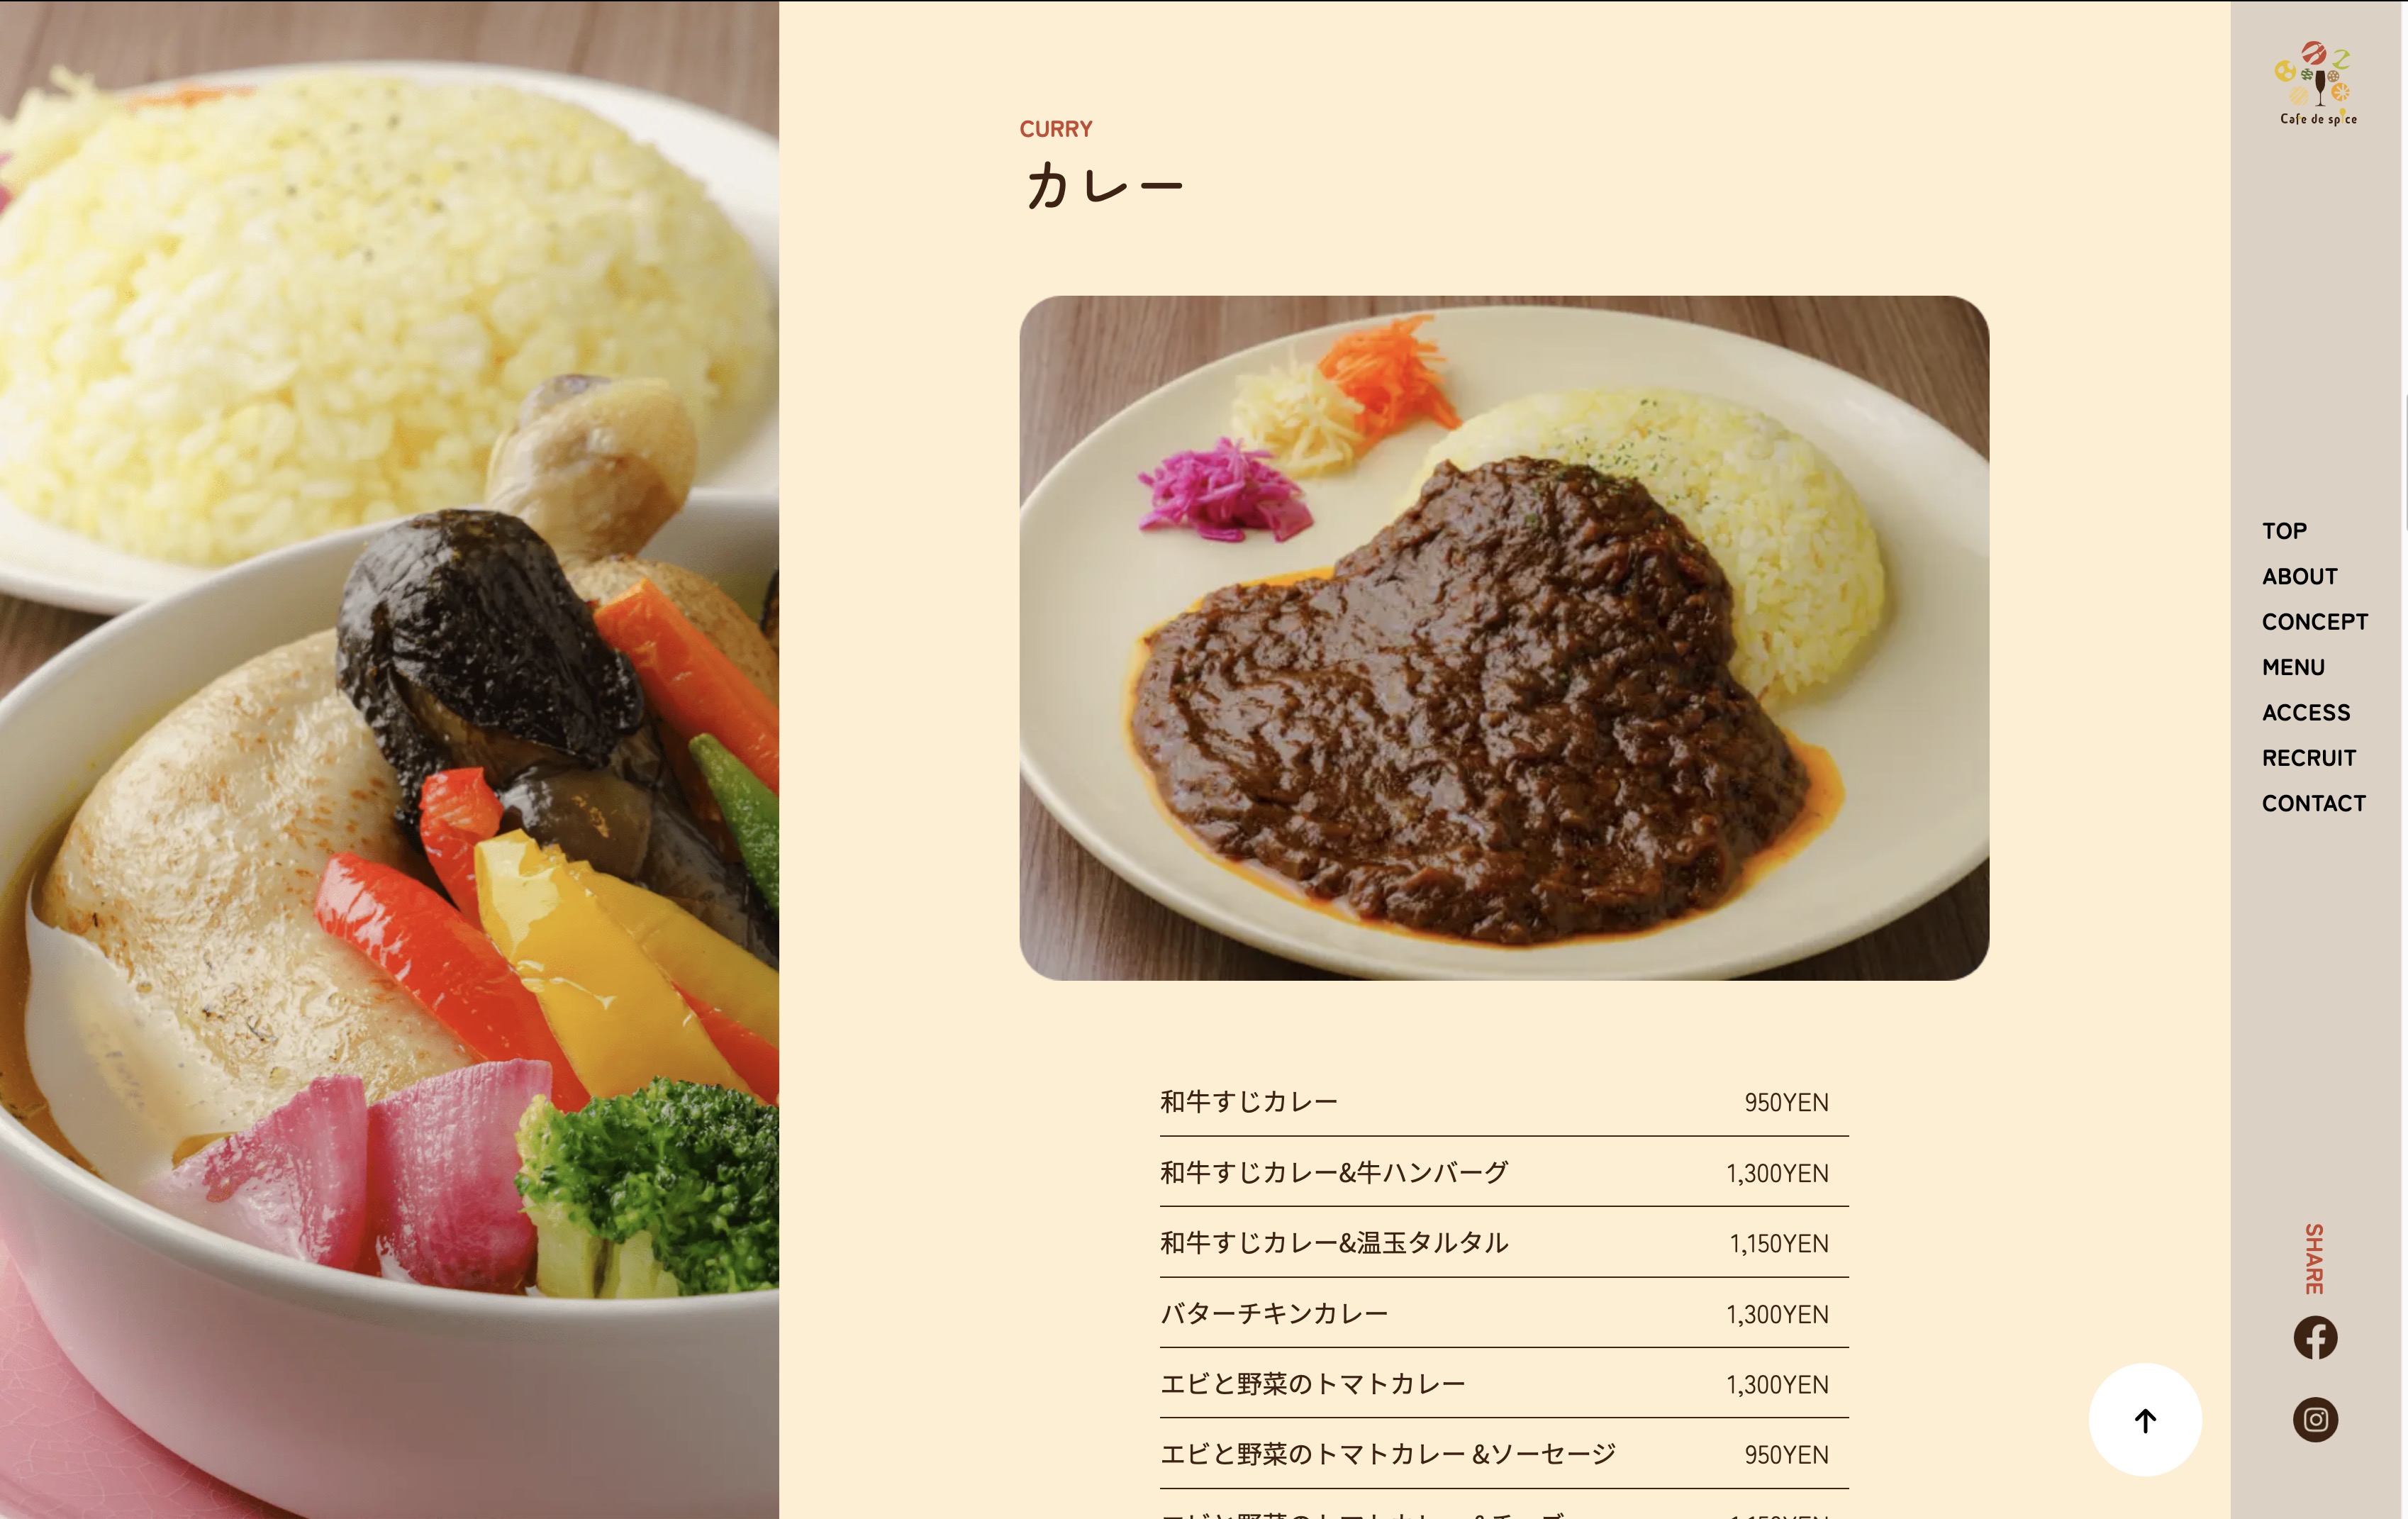 CURRY
カレー
和牛すじカレー 950YEN
和牛すじカレー&牛ハンバーグ 1,300YEN
和牛すじカレー&温玉タルタル 1,150YEN
バターチキンカレー 1,300YEN
エビと野菜のトマトカレー 1,300YEN
エビと野菜のトマトカレー &ソーセージ 950YEN
Cafe de spice
TOP
ABOUT
CONCEPT
MENU
ACCESS
RECRUIT
CONTACT
SHARE